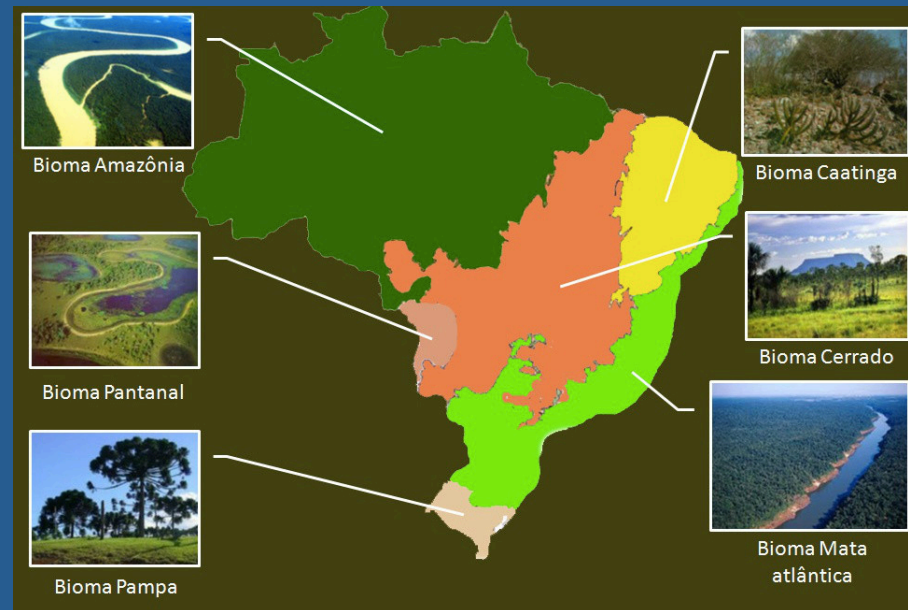 Bioma Amazônia
Bioma Pantanal
Bioma Pampa
Bioma Caatinga
Bioma Cerrado
Bioma Mata
atlântica